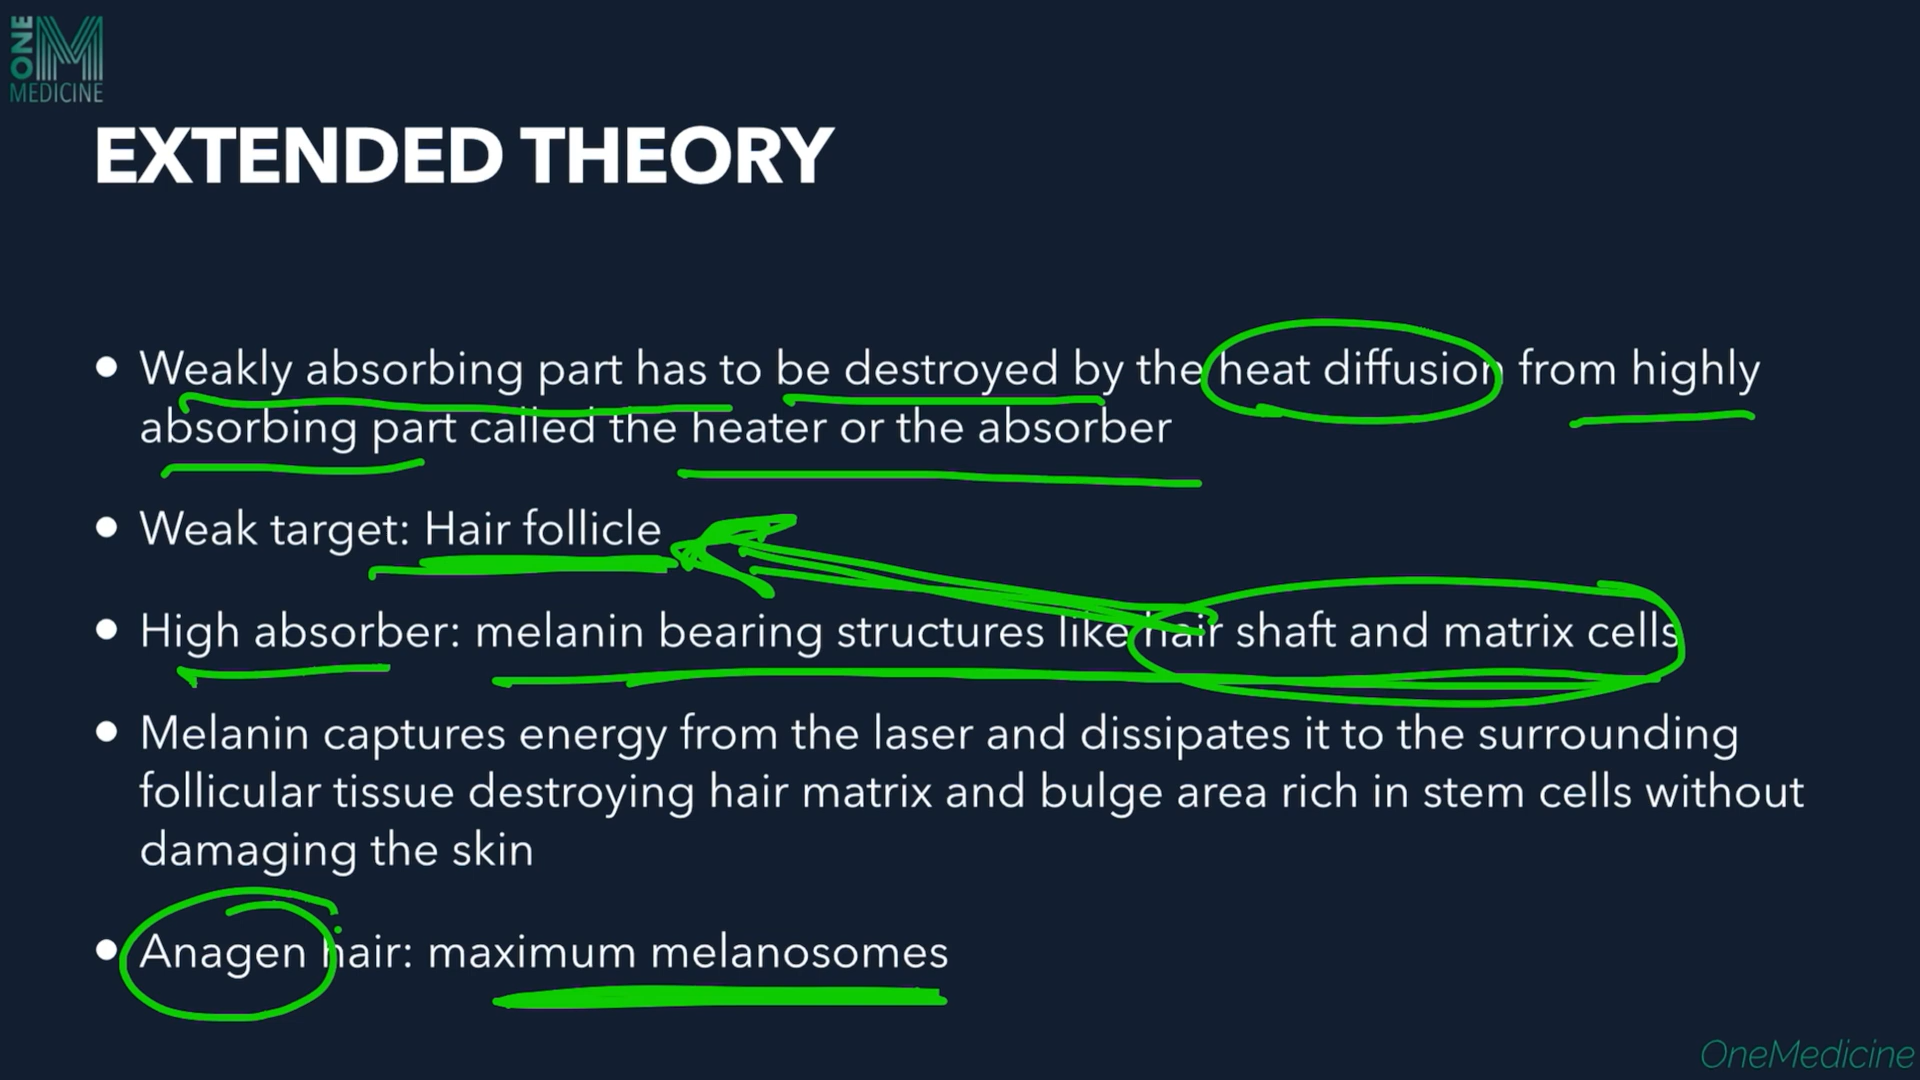 ONE M
MEDICINE
EXTENDED THEORY
• Weakly absorbing part has to be destroyed by the heat diffusion from highly
absorbing part called the heater or the absorber
• Weak target: Hair follicle
• High absorber: melanin bearing structures like hair shaft and matrix cells
• Melanin captures energy from the laser and dissipates it to the surrounding
follicular tissue destroying hair matrix and bulge area rich in stem cells without
damaging the skin
• Anagen hair: maximum melanosomes
OneMedicine